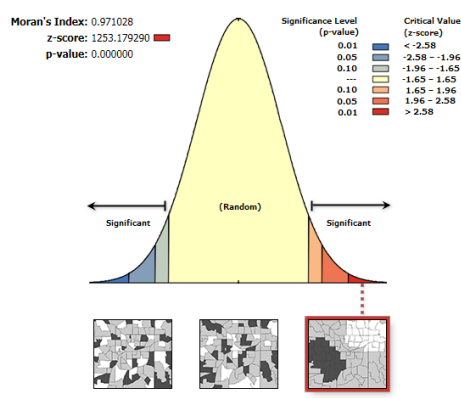 Moran's Index: 0.971028
z-score: 1253.179290
p-value: 0.000000
Significance Level
(p-value)
Critical Value
(z-score)
0.01 < -2.58
0.05 -2.58 – -1.96
0.10 -1.96 – -1.65
--- -1.65 – 1.65
0.10 1.65 – 1.96
0.05 1.96 – 2.58
0.01 > 2.58
(Random)
Significant
Significant